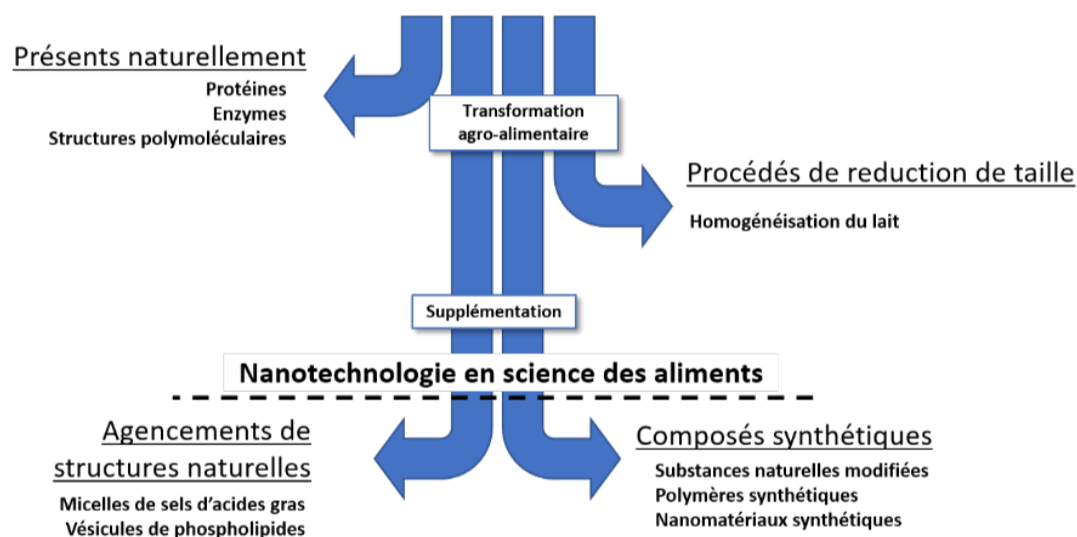 Présents naturellement
Protéines
Enzymes
Structures polymoléculaires
Transformation
agro-alimentaire
Procédés de reduction de taille
Homogénéisation du lait
Supplémentation
Nanotechnologie en science des aliments
Agencements de
structures naturelles
Micelles de sels d'acides gras
Vésicules de phospholipides
Composés synthétiques
Substances naturelles modifiées
Polymères synthétiques
Nanomatériaux synthétiques